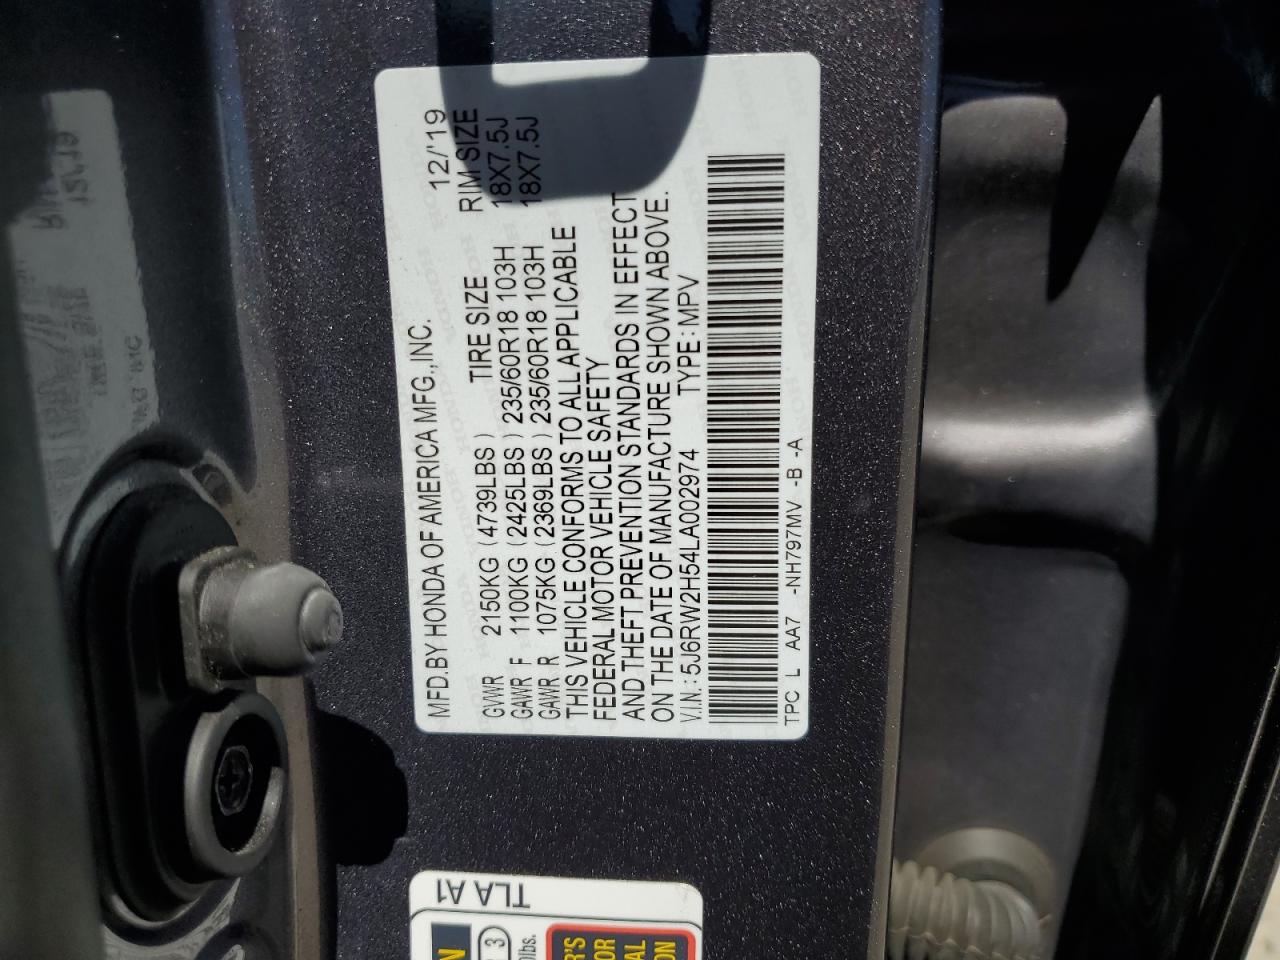 MFD.BY HONDA OF AMERICA MFG.,INC. 12/'19
TIRE SIZE RIM SIZE
GVWR 2150KG (4739LBS)
GAWR F 1100KG (2425LBS) 235/60R18 103H 18X7.5J
GAWR R 1075KG (2369LBS) 235/60R18 103H 18X7.5J
THIS VEHICLE CONFORMS TO ALL APPLICABLE
FEDERAL MOTOR VEHICLE SAFETY
AND THEFT PREVENTION STANDARDS IN EFFECT
ON THE DATE OF MANUFACTURE SHOWN ABOVE.
V.I.N.: 5J6RW2H54LA002974 TYPE: MPV
TPC L AA7 -NH797MV -B -A
TLA A1